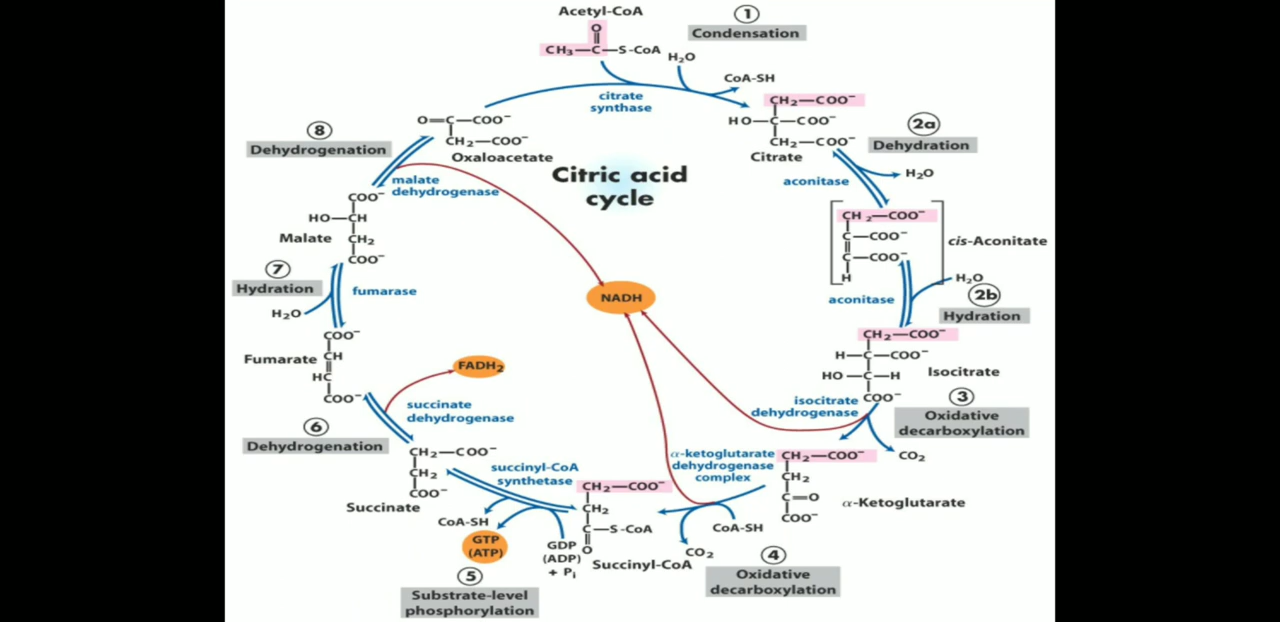 Acetyl-CoA
O
CH₃—C—S-CoA
H₂O
1
Condensation
CoA-SH
citrate
synthase
CH₂—COO⁻
HO—C—COO⁻
CH₂—COO⁻
Citrate
2a
Dehydration
aconitase
H₂O
CH₂—COO⁻
C—COO⁻
C—COO⁻
H
cis-Aconitate
aconitase
H₂O
2b
Hydration
CH₂—COO⁻
H—C—COO⁻
HO—C—H
COO⁻
Isocitrate
3
Oxidative
decarboxylation
isocitrate
dehydrogenase
CO₂
CH₂—COO⁻
CH₂
C=O
COO⁻
α-Ketoglutarate
α-ketoglutarate
dehydrogenase
complex
CoA-SH
CO₂
4
Oxidative
decarboxylation
CH₂—COO⁻
CH₂
C—S-CoA
O
Succinyl-CoA
succinyl-CoA
synthetase
GDP
(ADP)
+ Pᵢ
GTP
(ATP)
CoA-SH
5
Substrate-level
phosphorylation
CH₂—COO⁻
CH₂
COO⁻
Succinate
succinate
dehydrogenase
FADH₂
6
Dehydrogenation
COO⁻
CH
HC
COO⁻
Fumarate
fumarase
H₂O
7
Hydration
COO⁻
HO—CH
CH₂
COO⁻
Malate
malate
dehydrogenase
8
Dehydrogenation
O=C—COO⁻
CH₂—COO⁻
Oxaloacetate
Citric acid
cycle
NADH